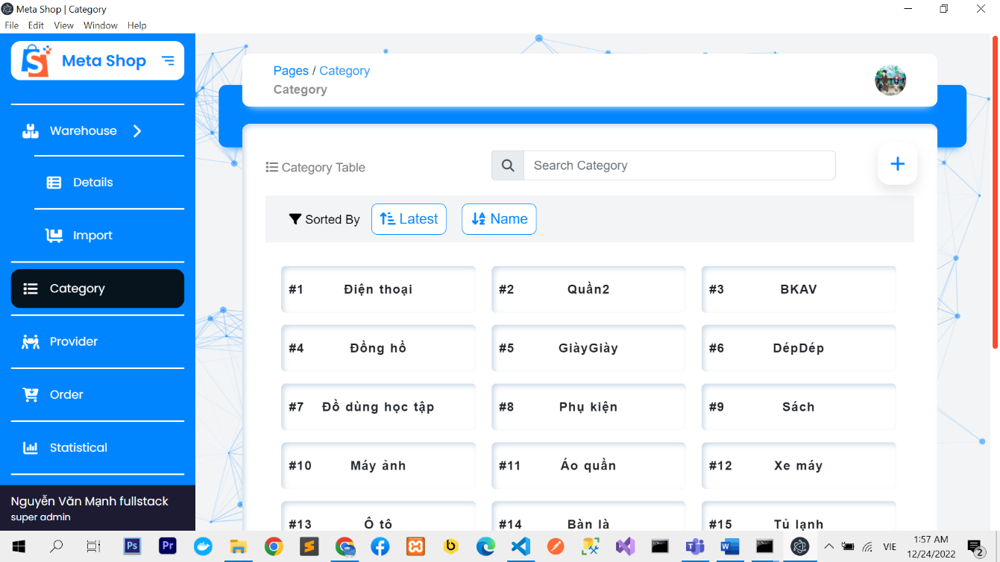 Meta Shop | Category
File Edit View Window Help
Meta Shop
Warehouse
Details
Import
Category
Provider
Order
Statistical
Nguyễn Văn Mạnh fullstack
super admin
Pages / Category
Category
Category Table
Search Category
Sorted By Latest Name
#1 Điện thoại
#2 Quần2
#3 BKAV
#4 Đồng hồ
#5 GiàyGiày
#6 DépDép
#7 Đồ dùng học tập
#8 Phụ kiện
#9 Sách
#10 Máy ảnh
#11 Áo quần
#12 Xe máy
#13 Ô tô
#14 Bàn là
#15 Tủ lạnh
Ps
Pr
VIE
1:57 AM
12/24/2022
2